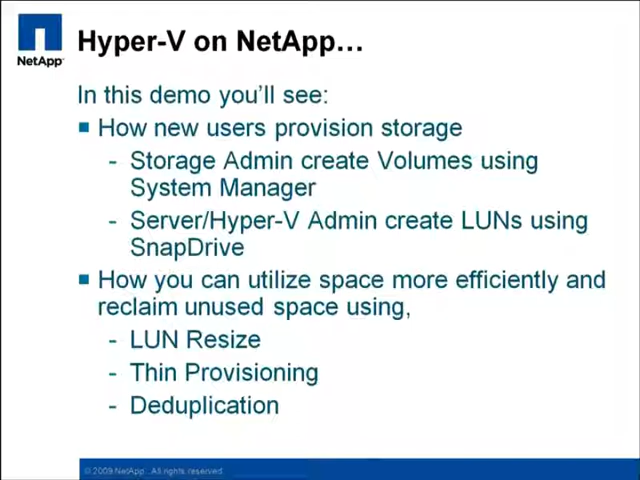 Hyper-V on NetApp...
NetApp
In this demo you'll see:
■ How new users provision storage
- Storage Admin create Volumes using
System Manager
- Server/Hyper-V Admin create LUNs using
SnapDrive
■ How you can utilize space more efficiently and
reclaim unused space using,
- LUN Resize
- Thin Provisioning
- Deduplication
© 2009 NetApp. All rights reserved.